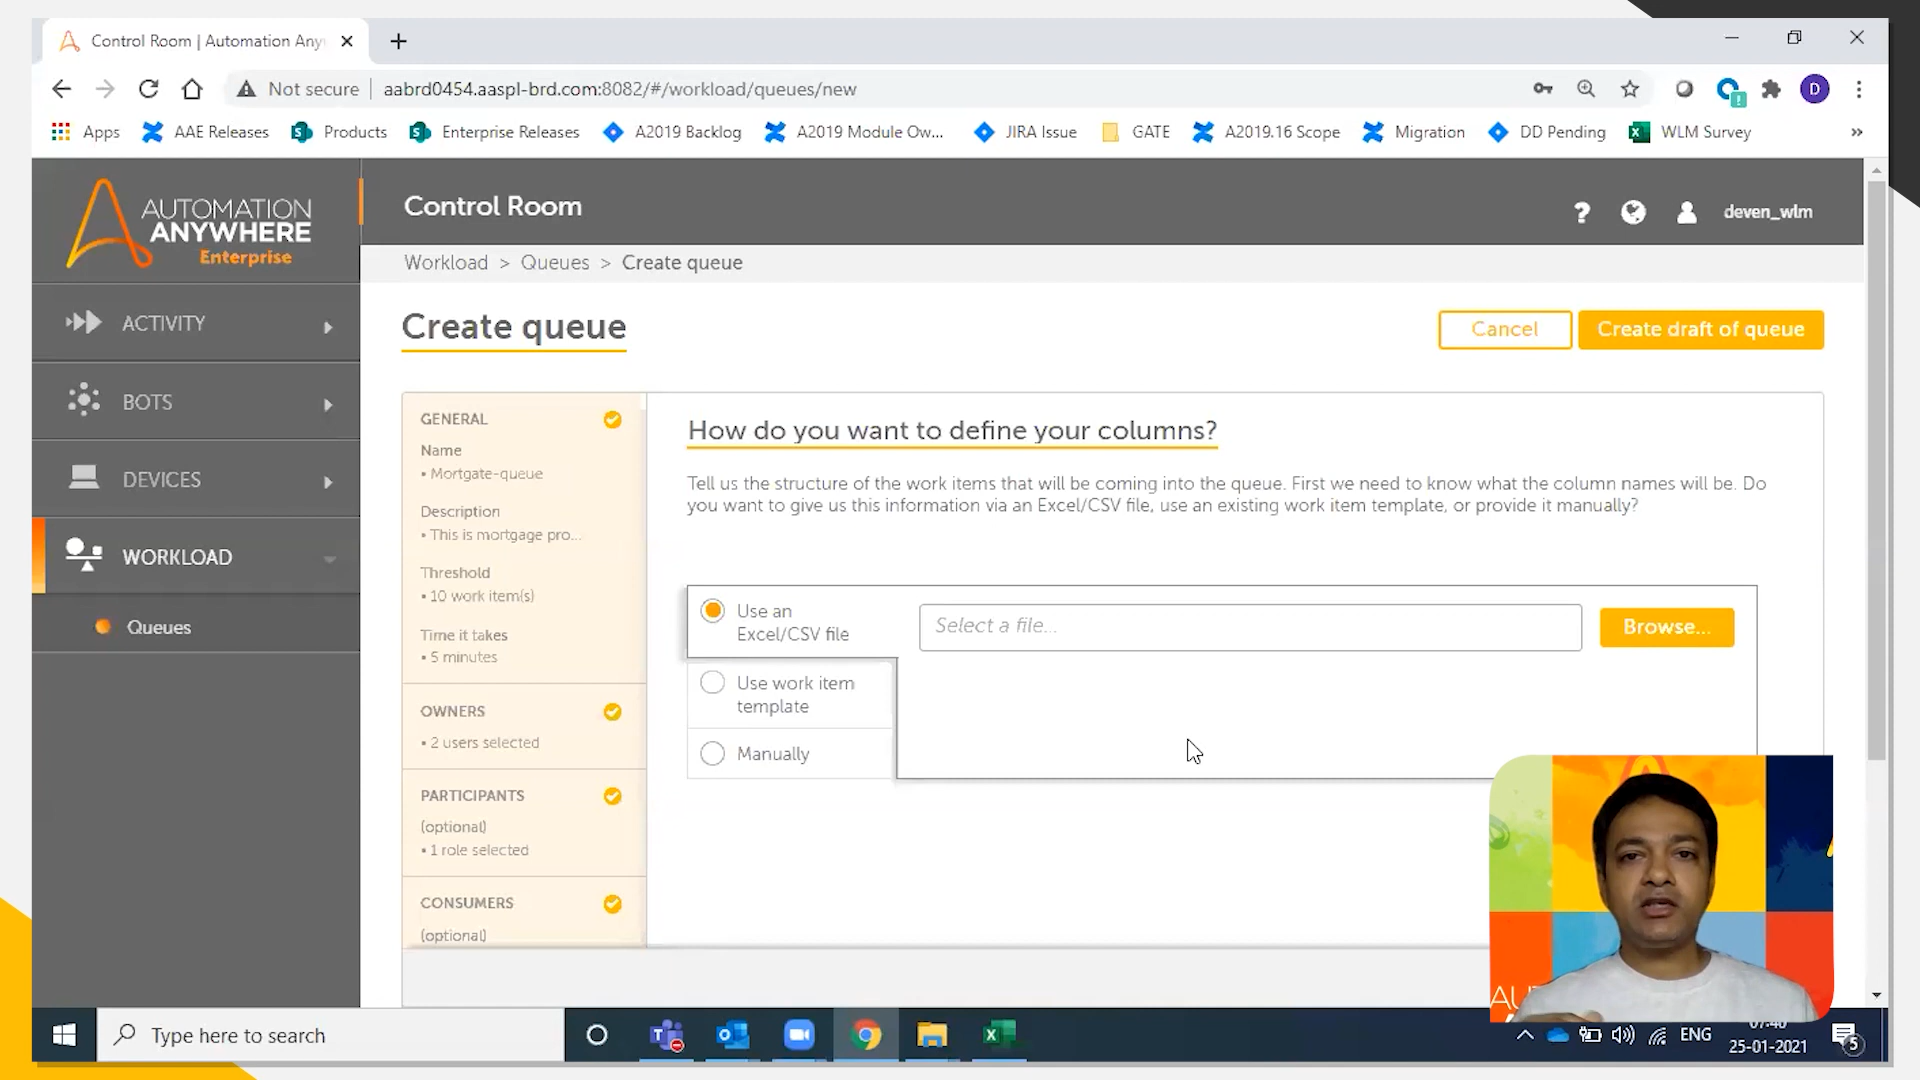 Control Room | Automation Any
Not secure
aabrd0454.aaspl-brd.com:8082/#/workload/queues/new
D
Apps
AAE Releases
Products
Enterprise Releases
A2019 Backlog
A2019 Module Ow...
JIRA Issue
GATE
A2019.16 Scope
Migration
DD Pending
WLM Survey
»
AUTOMATION
ANYWHERE
Enterprise
Control Room
? deven_wlm
Workload > Queues > Create queue
ACTIVITY
BOTS
DEVICES
WORKLOAD
Queues
Create queue
Cancel
Create draft of queue
GENERAL
Name
• Mortgate-queue
Description
• This is mortgage pro...
Threshold
• 10 work item(s)
Time it takes
• 5 minutes
OWNERS
• 2 users selected
PARTICIPANTS
(optional)
• 1 role selected
CONSUMERS
(optional)
How do you want to define your columns?
Tell us the structure of the work items that will be coming into the queue. First we need to know what the column names will be. Do
you want to give us this information via an Excel/CSV file, use an existing work item template, or provide it manually?
Use an
Excel/CSV file
Select a file...
Browse...
Use work item
template
Manually
Type here to search
ENG
25-01-2021
5